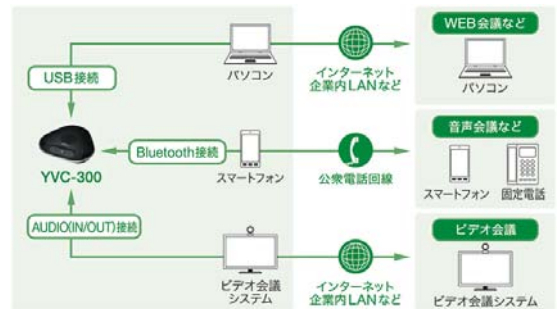 WEB会議など
USB接続
パソコン
インターネット
企業内LANなど
パソコン
音声会議など
YVC-300
Bluetooth接続
スマートフォン
公衆電話回線
スマートフォン
固定電話
AUDIO(IN/OUT)接続
ビデオ会議
ビデオ会議
システム
インターネット
企業内LANなど
ビデオ会議システム